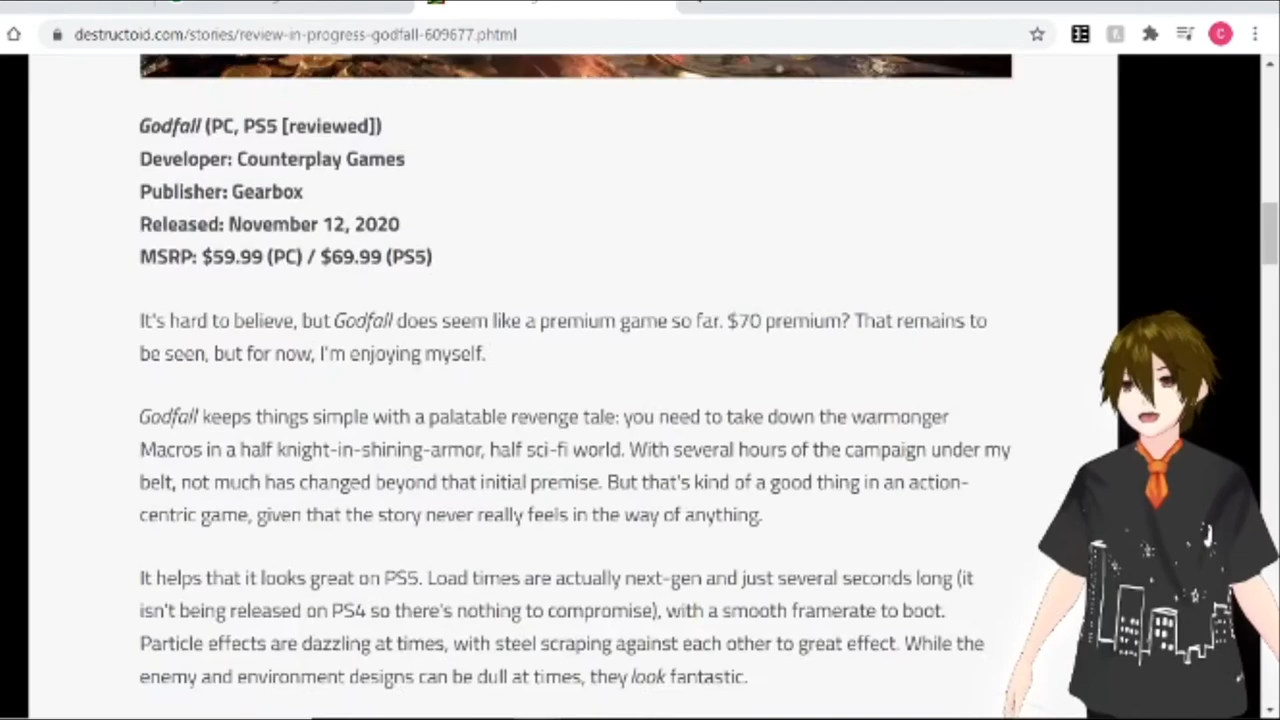 destructoid.com/stories/review-in-progress-godfall-609677.phtml
C
Godfall (PC, PS5 [reviewed])
Developer: Counterplay Games
Publisher: Gearbox
Released: November 12, 2020
MSRP: $59.99 (PC) / $69.99 (PS5)
It's hard to believe, but Godfall does seem like a premium game so far. $70 premium? That remains to
be seen, but for now, I'm enjoying myself.
Godfall keeps things simple with a palatable revenge tale: you need to take down the warmonger
Macros in a half knight-in-shining-armor, half sci-fi world. With several hours of the campaign under my
belt, not much has changed beyond that initial premise. But that's kind of a good thing in an action-
centric game, given that the story never really feels in the way of anything.
It helps that it looks great on PS5. Load times are actually next-gen and just several seconds long (it
isn't being released on PS4 so there's nothing to compromise), with a smooth framerate to boot.
Particle effects are dazzling at times, with steel scraping against each other to great effect. While the
enemy and environment designs can be dull at times, they look fantastic.